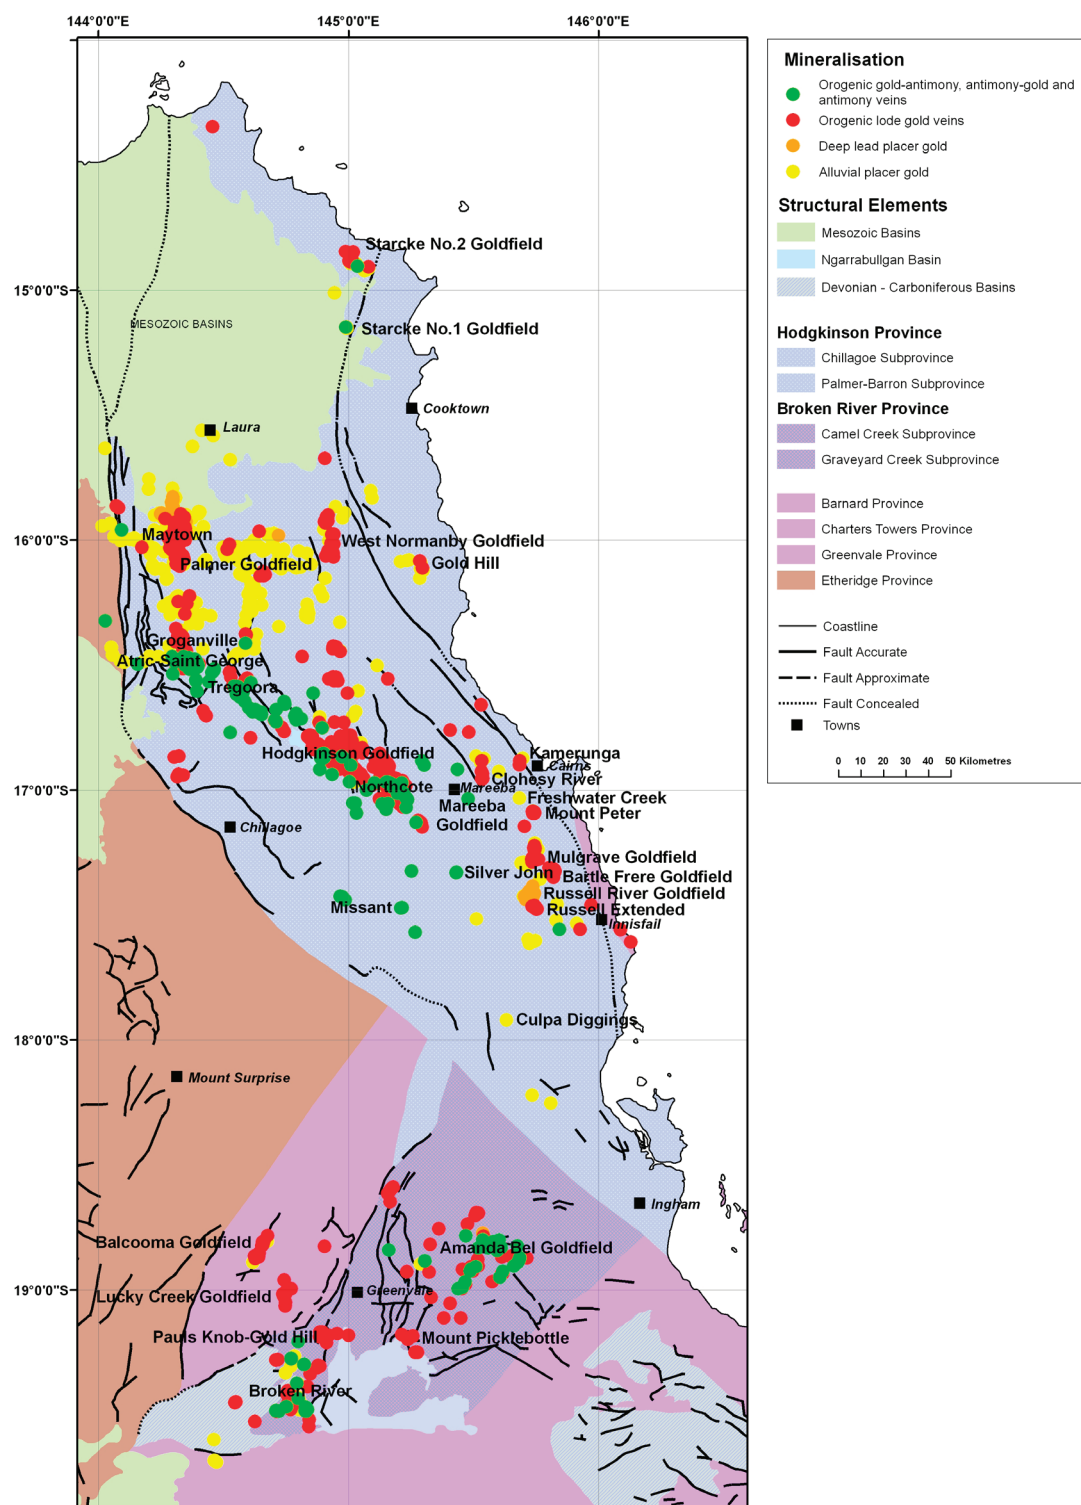 144°0'0"E
145°0'0"E
146°0'0"E
Mineralisation
Orogenic gold-antimony, antimony-gold and
antimony veins
Orogenic lode gold veins
Deep lead placer gold
Alluvial placer gold
Structural Elements
Mesozoic Basins
Ngarrabullgan Basin
Devonian - Carboniferous Basins
Hodgkinson Province
Chillagoe Subprovince
Palmer-Barron Subprovince
Broken River Province
Camel Creek Subprovince
Graveyard Creek Subprovince
Barnard Province
Charters Towers Province
Greenvale Province
Etheridge Province
Coastline
Fault Accurate
Fault Approximate
Fault Concealed
Towns
0 10 20 30 40 50 Kilometres
Starcke No.2 Goldfield
15°0'0"S
MESOZOIC BASINS
Starcke No.1 Goldfield
Cooktown
Laura
Maytown
16°0'0"S
West Normanby Goldfield
Palmer Goldfield
Gold Hill
Groganville
Atric-Saint George
Tregoora
Hodgkinson Goldfield
Kamerunga
Cairns
Clohesy River
Northcote
Mareeba
17°0'0"S
Freshwater Creek
Mareeba
Goldfield
Mount Peter
Chillagoe
Mulgrave Goldfield
Silver John
Bartle Frere Goldfield
Russell River Goldfield
Missant
Russell Extended
Innisfail
Culpa Diggings
18°0'0"S
Mount Surprise
Ingham
Balcooma Goldfield
Amanda Bel Goldfield
19°0'0"S
Greenvale
Lucky Creek Goldfield
Pauls Knob-Gold Hill
Mount Picklebottle
Broken River